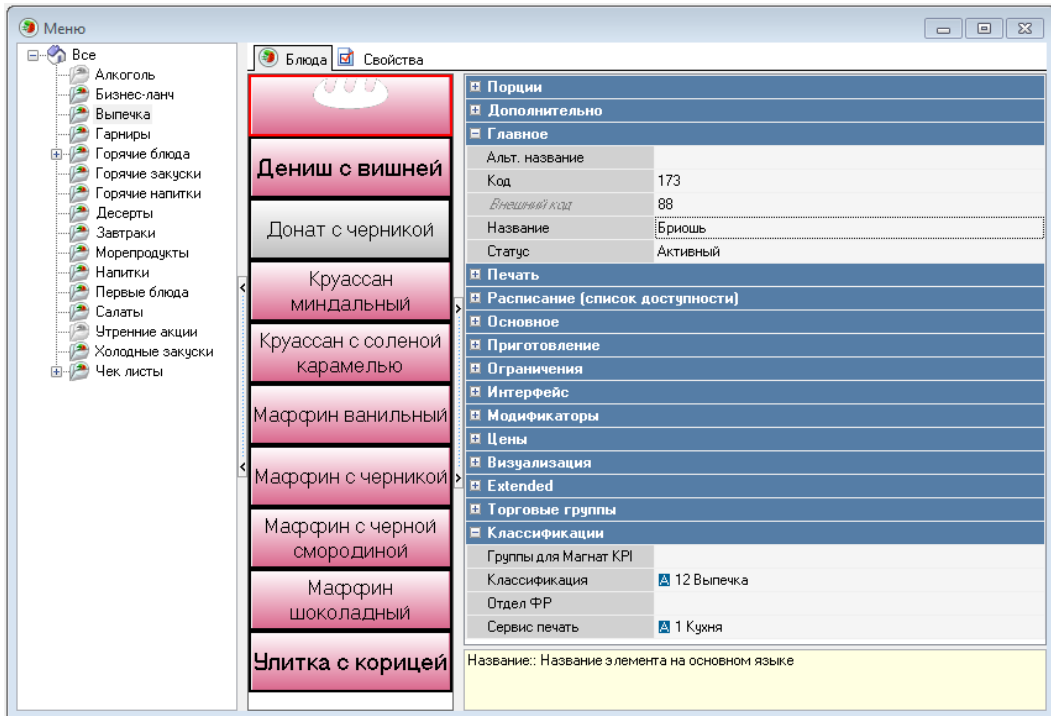 Меню
Все
Алкоголь
Бизнес-ланч
Выпечка
Гарниры
Горячие блюда
Горячие закуски
Горячие напитки
Десерты
Завтраки
Морепродукты
Напитки
Первые блюда
Салаты
Утренние акции
Холодные закуски
Чек листы
Блюда
Свойства
Дениш с вишней
Донат с черникой
Круассан
миндальный
Круассан с соленой
карамелью
Маффин ванильный
Маффин с черникой
Маффин с черной
смородиной
Маффин
шоколадный
Улитка с корицей
Порции
Дополнительно
Главное
Альт. название
Код 173
Внешний код 88
Название Бриошь
Статус Активный
Печать
Расписание (список доступности)
Основное
Приготовление
Ограничения
Интерфейс
Модификаторы
Цены
Визуализация
Extended
Торговые группы
Классификации
Группы для Магнат KPI
Классификация A 12 Выпечка
Отдел ФР
Сервис печать A 1 Кухня
Название:: Название элемента на основном языке